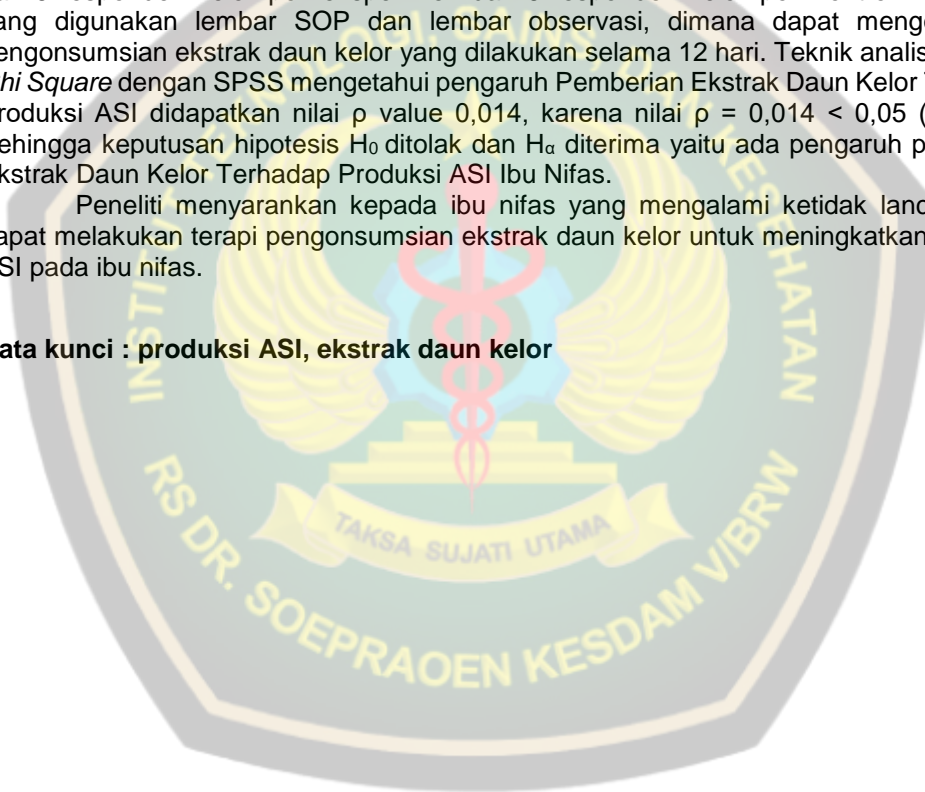 yang digunakan lembar SOP dan lembar observasi, dimana dapat
pengonsumsian ekstrak daun kelor yang dilakukan selama 12 hari. Teknik
Chi Square dengan SPSS mengetahui pengaruh Pemberian Ekstrak Daun Kelor
Produksi ASI didapatkan nilai ρ value 0,014, karena nilai ρ = 0,014 < 0,05 (
sehingga keputusan hipotesis H₀ ditolak dan Hα diterima yaitu ada pengaruh
Ekstrak Daun Kelor Terhadap Produksi ASI Ibu Nifas.
Peneliti menyarankan kepada ibu nifas yang mengalami ketidak
dapat melakukan terapi pengonsumsian ekstrak daun kelor untuk meningkatkan
ASI pada ibu nifas.
Kata kunci : produksi ASI, ekstrak daun kelor
INSTITUT TEKNOLOGI, SAINS, DAN KESEHATAN
TAKSA SUJATI UTAMA
RS DR. SOEPRAOEN KESDAM V/BRW